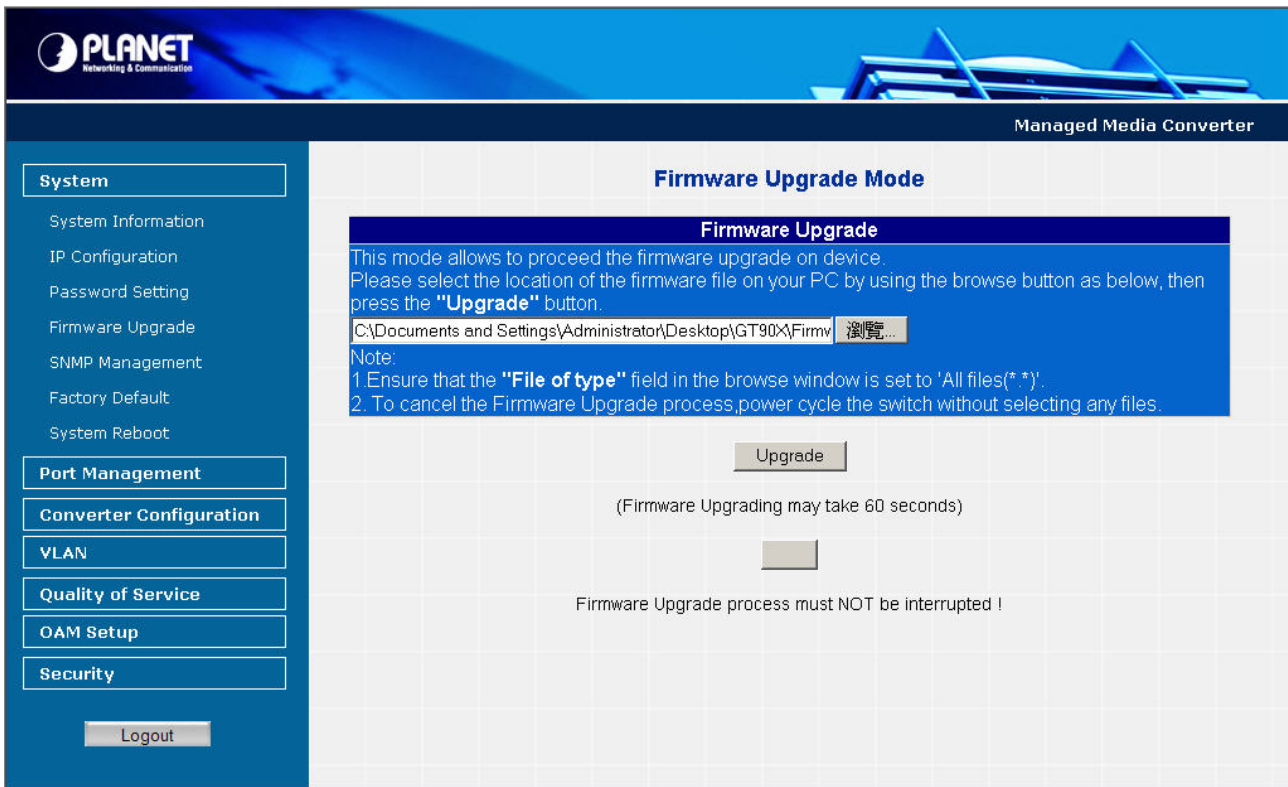 PLANET
Networking & Communication
Managed Media Converter
System
System Information
IP Configuration
Password Setting
Firmware Upgrade
SNMP Management
Factory Default
System Reboot
Port Management
Converter Configuration
VLAN
Quality of Service
OAM Setup
Security
Logout
Firmware Upgrade Mode
Firmware Upgrade
This mode allows to proceed the firmware upgrade on device.
Please select the location of the firmware file on your PC by using the browse button as below, then
press the "Upgrade" button.
C:\Documents and Settings\Administrator\Desktop\GT90X\Firmw 瀏覽...
Note:
1.Ensure that the "File of type" field in the browse window is set to 'All files(*.*)'.
2. To cancel the Firmware Upgrade process,power cycle the switch without selecting any files.
Upgrade
(Firmware Upgrading may take 60 seconds)
Firmware Upgrade process must NOT be interrupted !